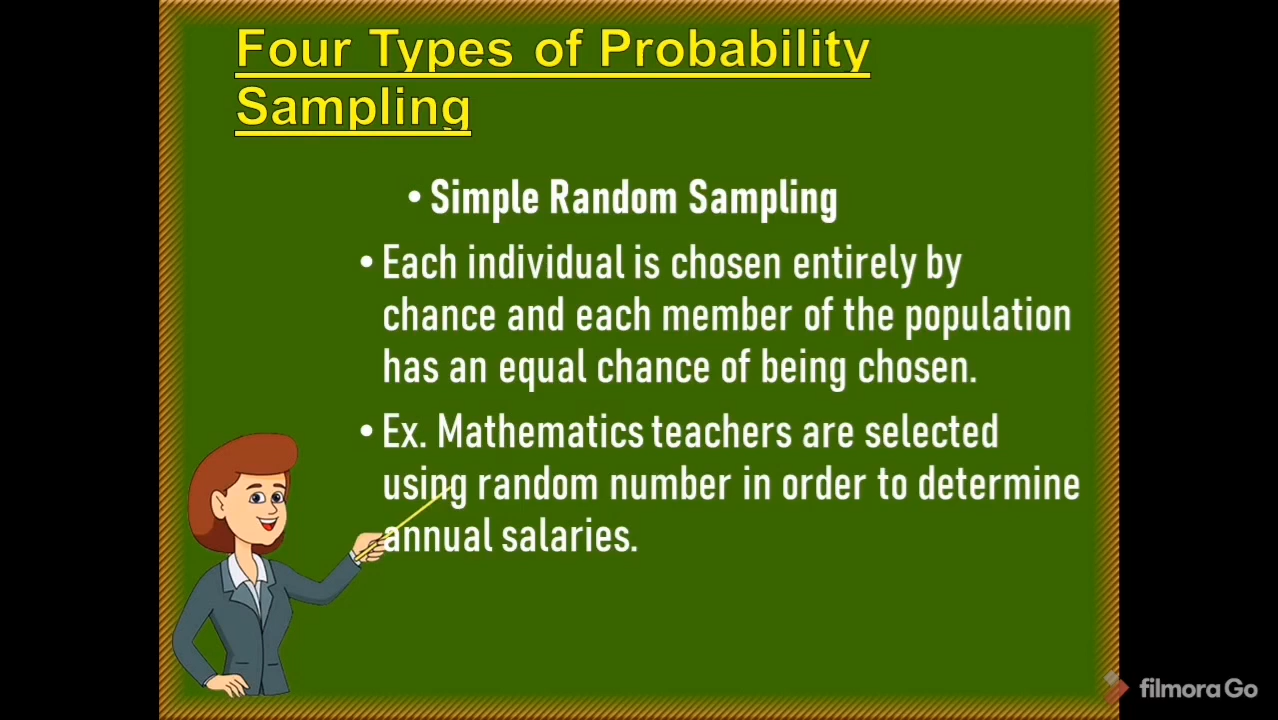 Four Types of Probability
Sampling
• Simple Random Sampling
• Each individual is chosen entirely by
chance and each member of the population
has an equal chance of being chosen.
• Ex. Mathematics teachers are selected
using random number in order to determine
annual salaries.
filmora Go